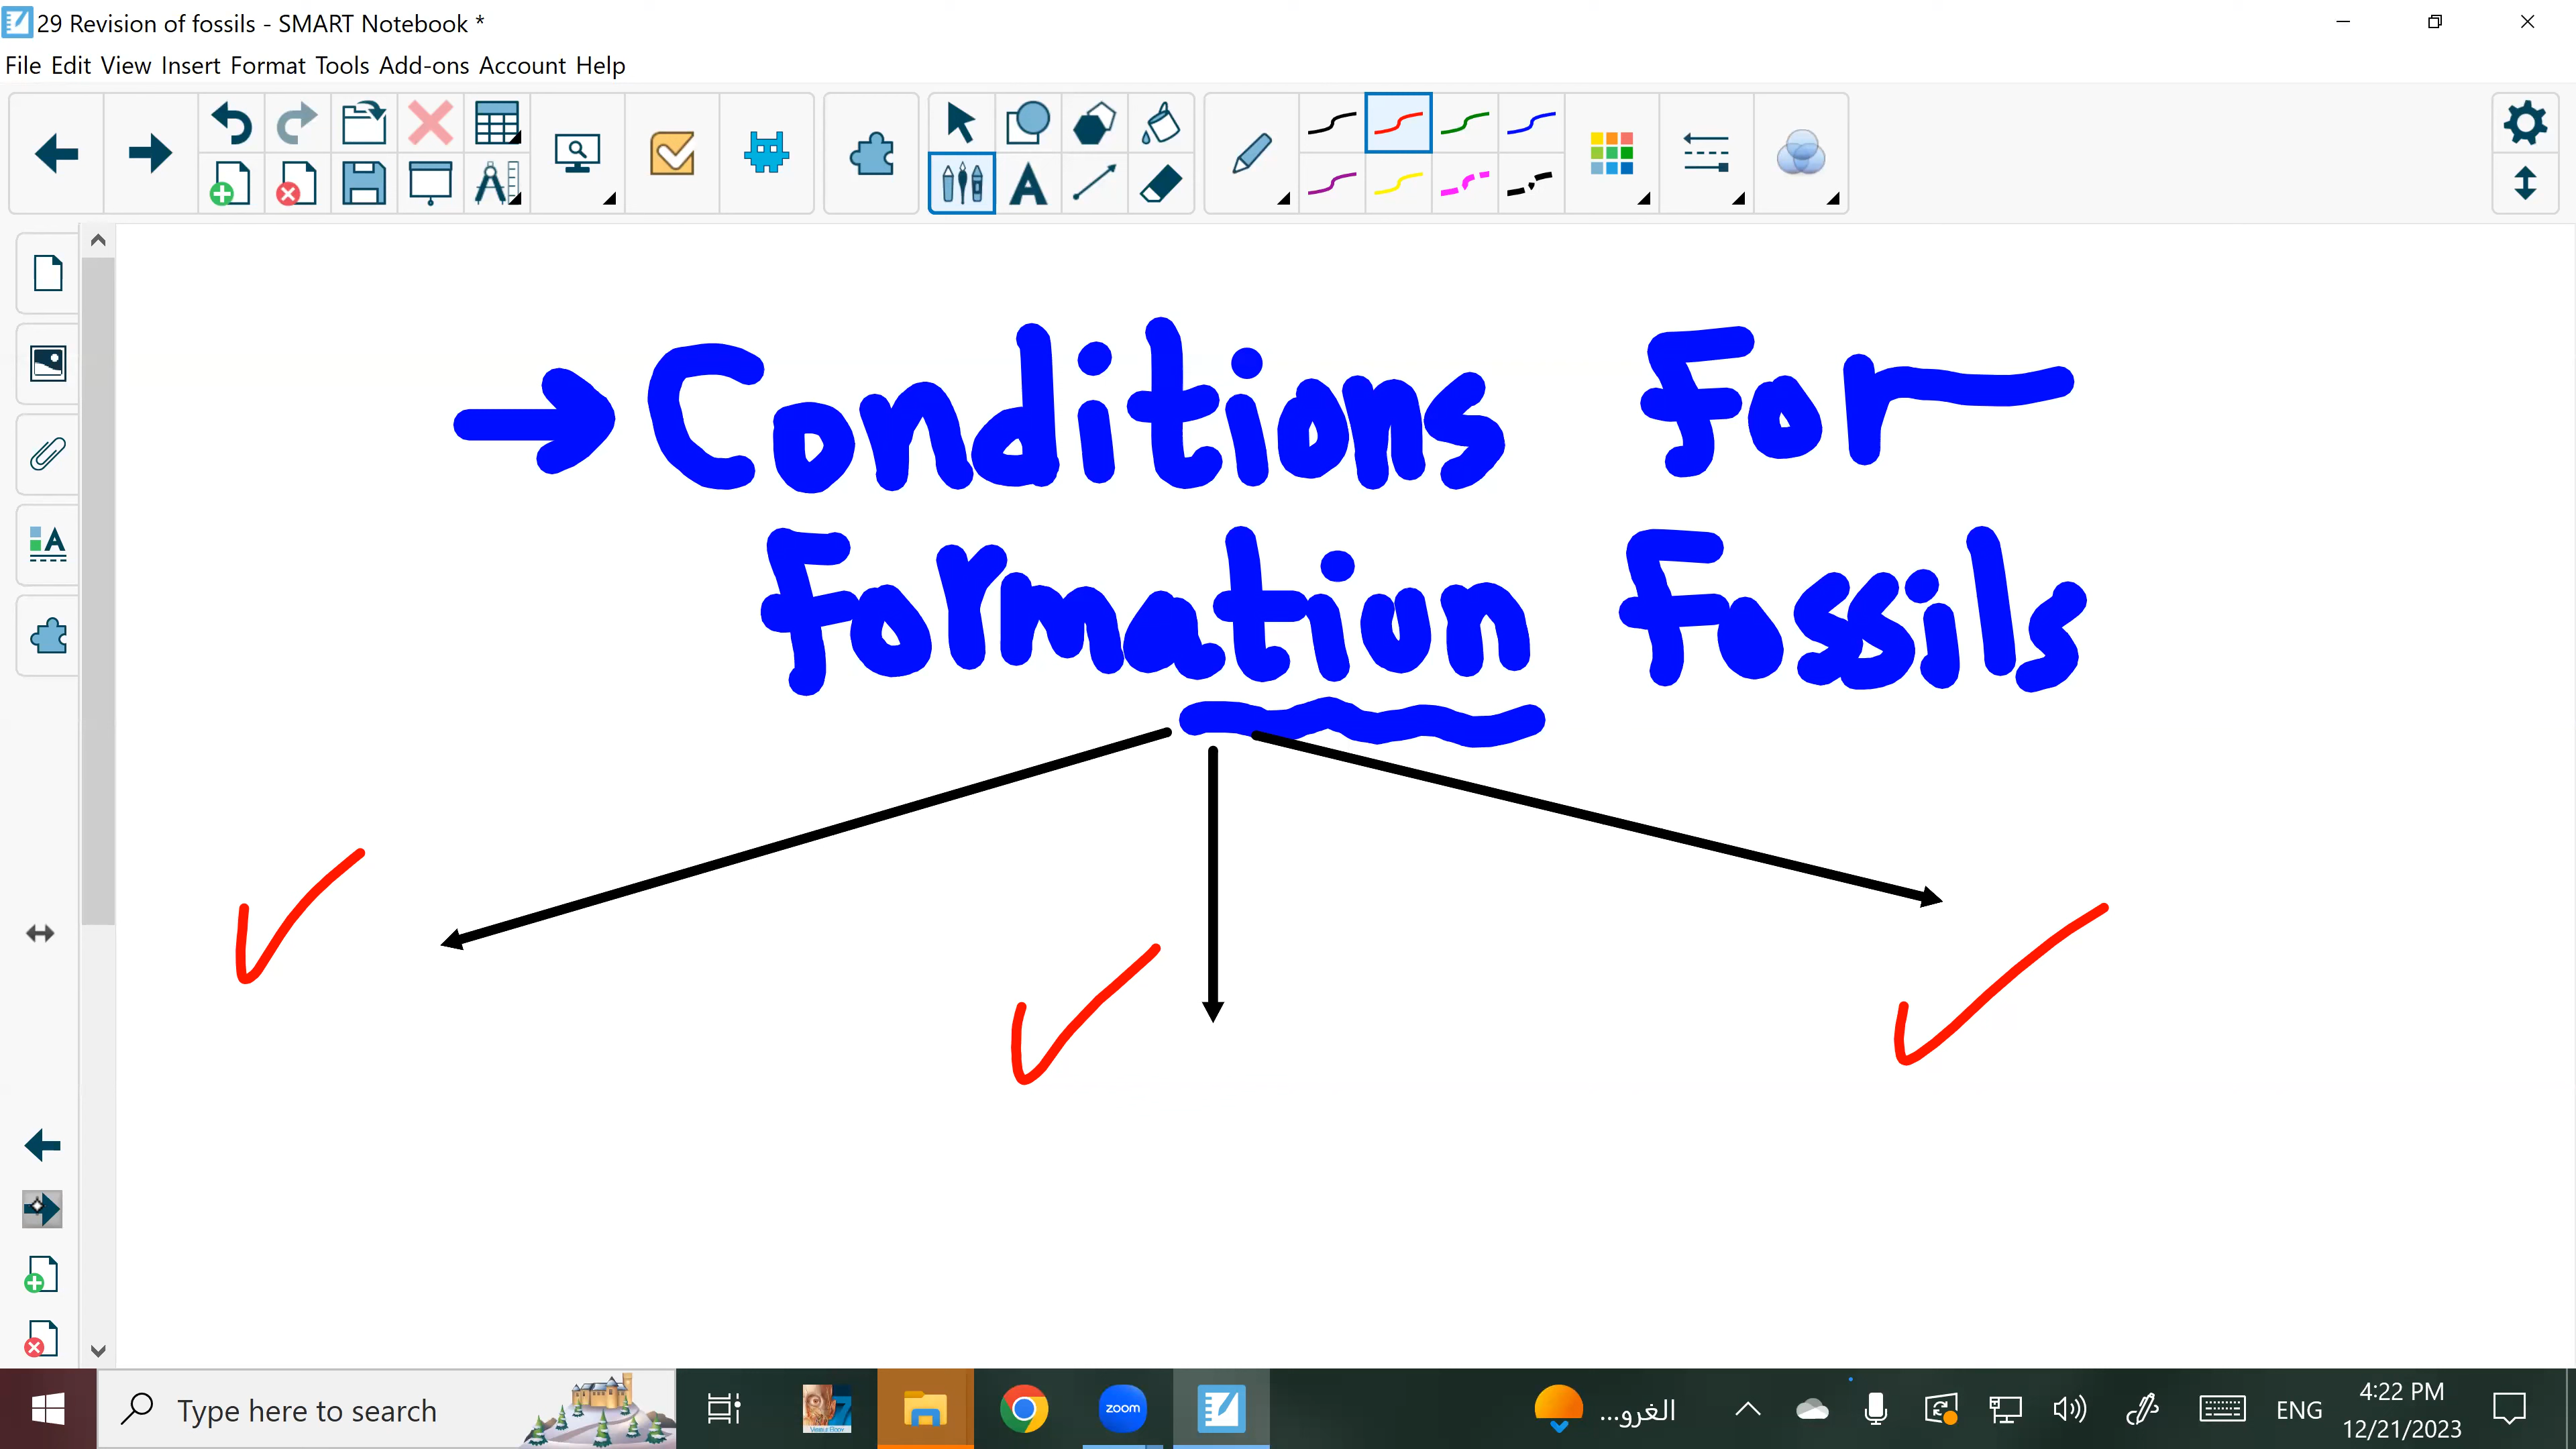 29 Revision of fossils - SMART Notebook *
File Edit View Insert Format Tools Add-ons Account Help
→ Conditions For
Formation Fossils
Type here to search
zoom
الغرو...
ENG
4:22 PM
12/21/2023